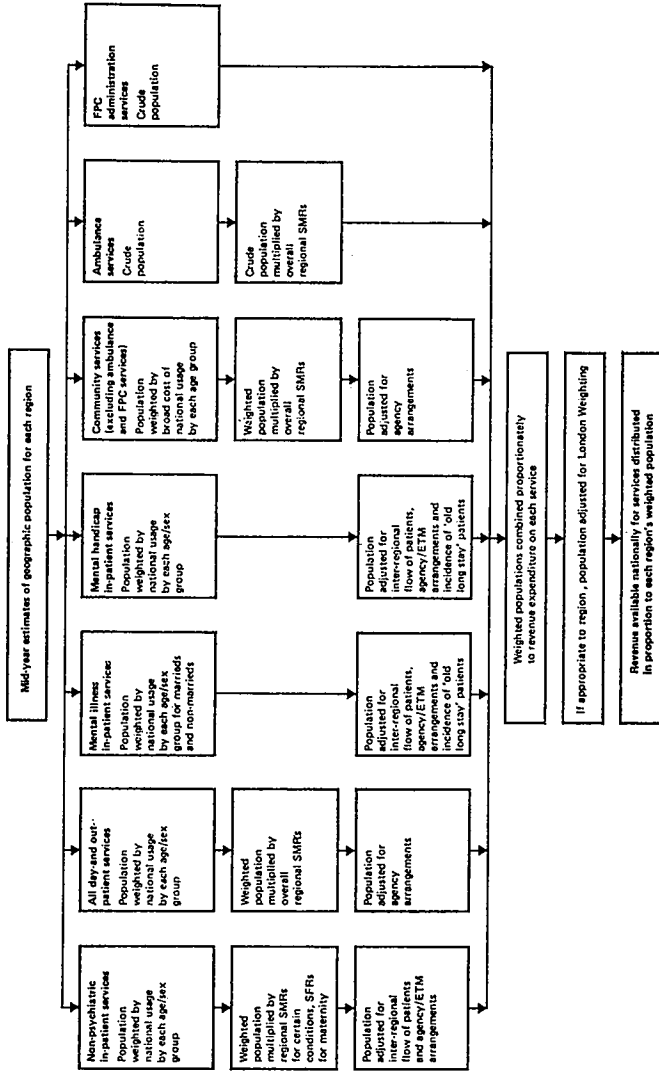 Mid-year estimates of geographic population for each region
Non-psychiatric
in-patient services
Population
weighted by
national usage
by each age/sex
group
Weighted
population
multiplied by
regional SMRs
for certain
conditions, SFRs
for maternity
Population
adjusted for
inter-regional
flow of patients
and agency/ETM
arrangements
All day-and out-
patient services
Population
weighted by
national usage
by each age/sex
group
Weighted
population
multiplied by
overall
regional SMRs
Population
adjusted for
agency
arrangements
Mental illness
in-patient services
Population
weighted by
national usage
by each age/sex
group for marrieds
and non-marrieds
Population
adjusted for
inter-regional
flow of patients,
agency/ETM
arrangements and
incidence of 'old
long stay' patients
Mental handicap
in-patient services
Population
weighted by
national usage
by each age/sex
group
Population
adjusted for
inter-regional
flow of patients,
agency/ETM
arrangements and
incidence of 'old
long stay' patients
Community services
(excluding ambulance
and FPC services)
Population
weighted by
broad cost of
national usage
by each age group
Weighted
population
multiplied by
overall
regional SMRs
Population
adjusted for
agency
arrangements
Ambulance
services
Crude
population
Crude
population
multiplied by
overall
regional SMRs
FPC
administration
services
Crude
population
Weighted populations combined proportionately
to revenue expenditure on each service
If appropriate to region, population adjusted for London Weighting
Revenue available nationally for services distributed
In proportion to each region's weighted population